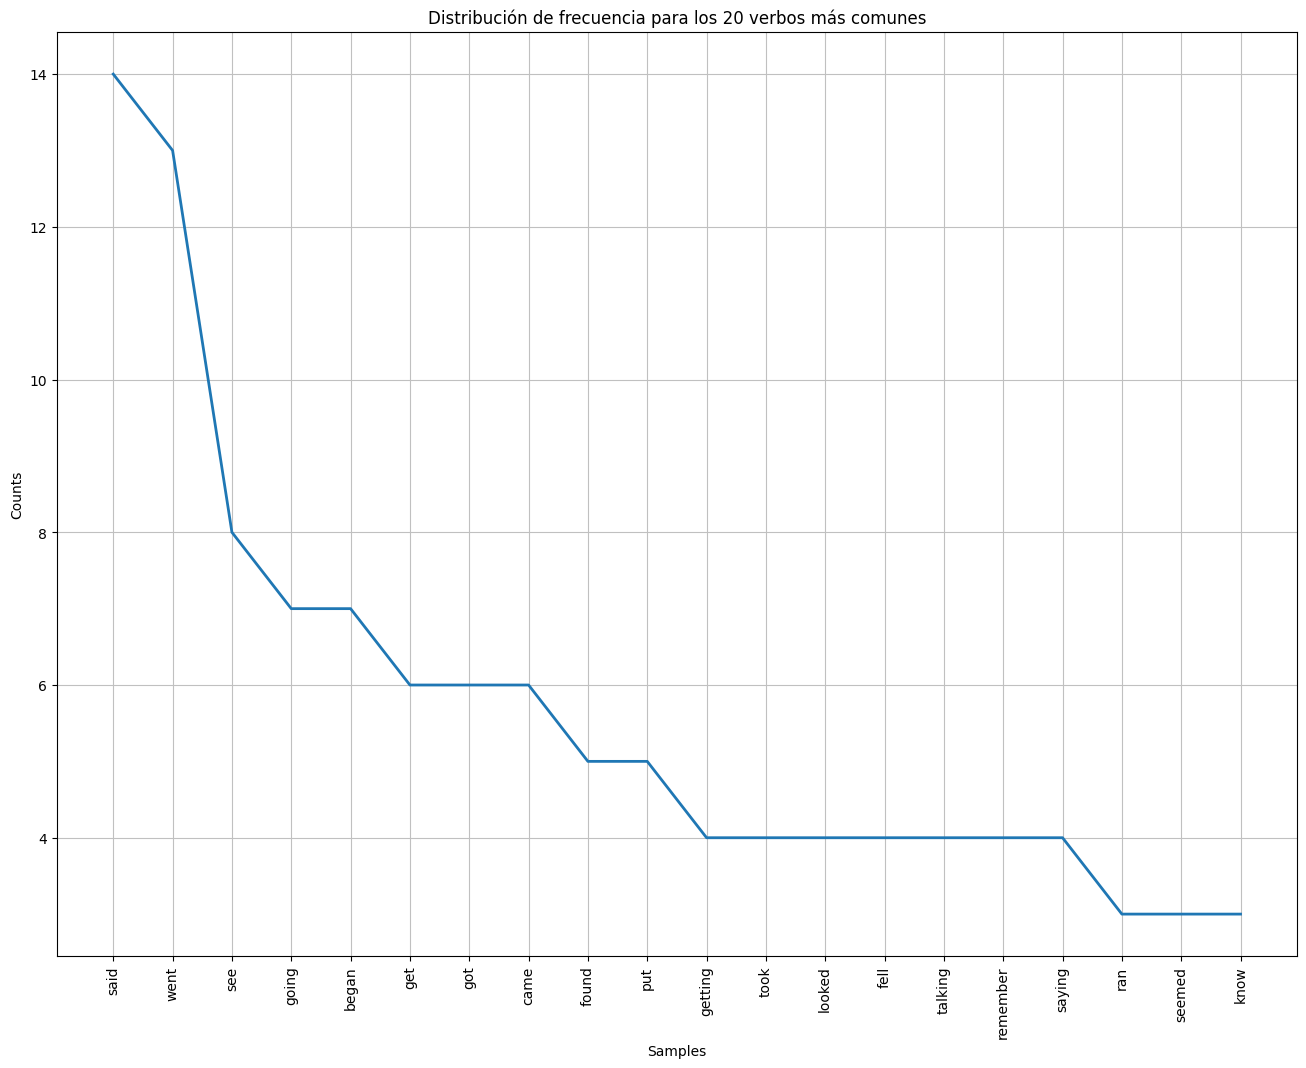 Distribución de frecuencia para los 20 verbos más comunes
14
12
10
8
6
4
Counts
said
went
see
going
began
get
got
came
found
put
getting
took
looked
fell
talking
remember
saying
ran
seemed
know
Samples